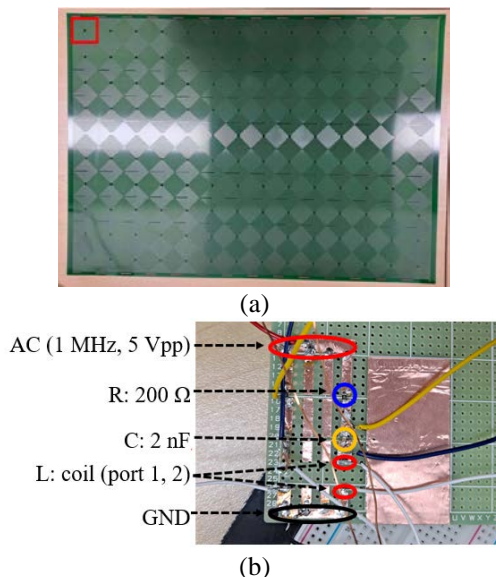 (a)
AC (1 MHz, 5 Vpp)
R: 200 Ω
C: 2 nF
L: coil (port 1, 2)
GND
U V W X Y Z
(b)